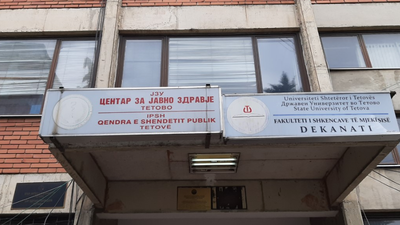 ЈЗУ
ЦЕНТАР ЗА ЈАВНО ЗДРАВЈЕ
ТЕТОВО
IPSH
QENDRA E SHENDETIT PUBLIK
TETOVË
Universiteti Shtetëror i Tetovës
Државен Универзитет во Тетово
State University of Tetova
FAKULTETI I SHKENCAVE TË MJEKËSISË
DEKANATI